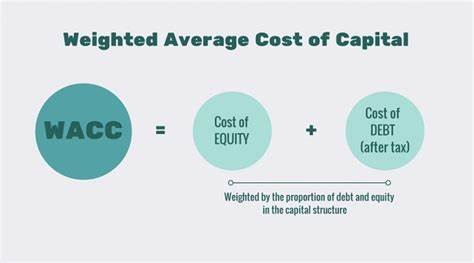 Weighted Average Cost of Capital
WACC = Cost of EQUITY + Cost of DEBT (after tax)
Weighted by the proportion of debt and equity
in the capital structure